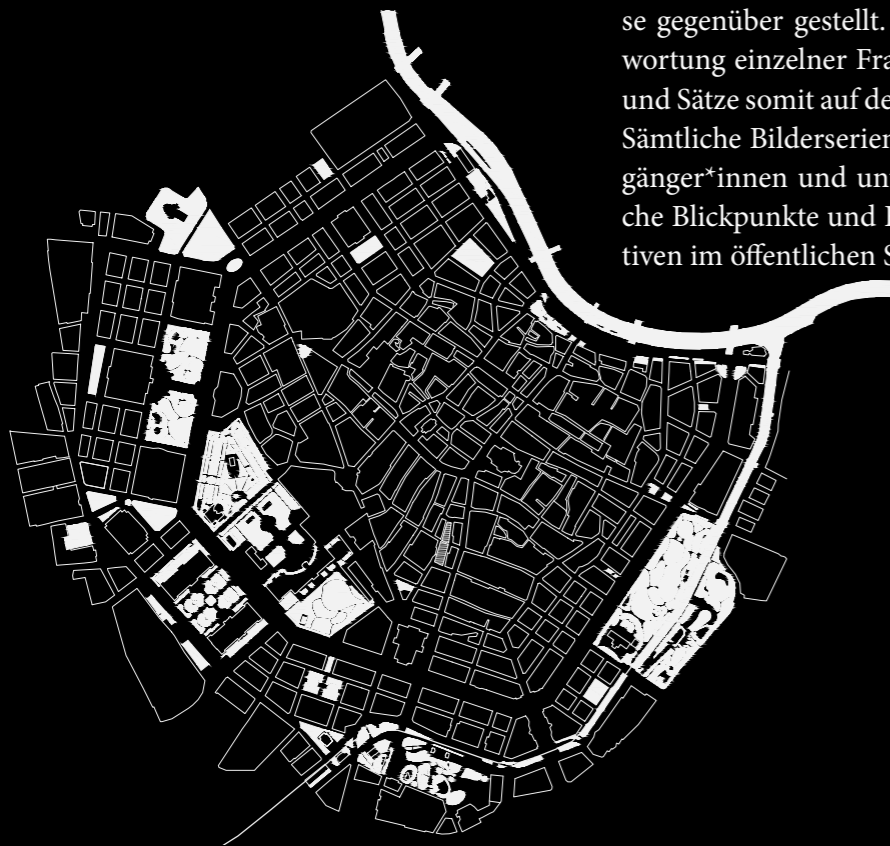 se gegenüber gestellt.
wortung einzelner Fra
und Sätze somit auf de
Sämtliche Bilderserien
gänger*innen und un
che Blickpunkte und
tiven im öffentlichen S